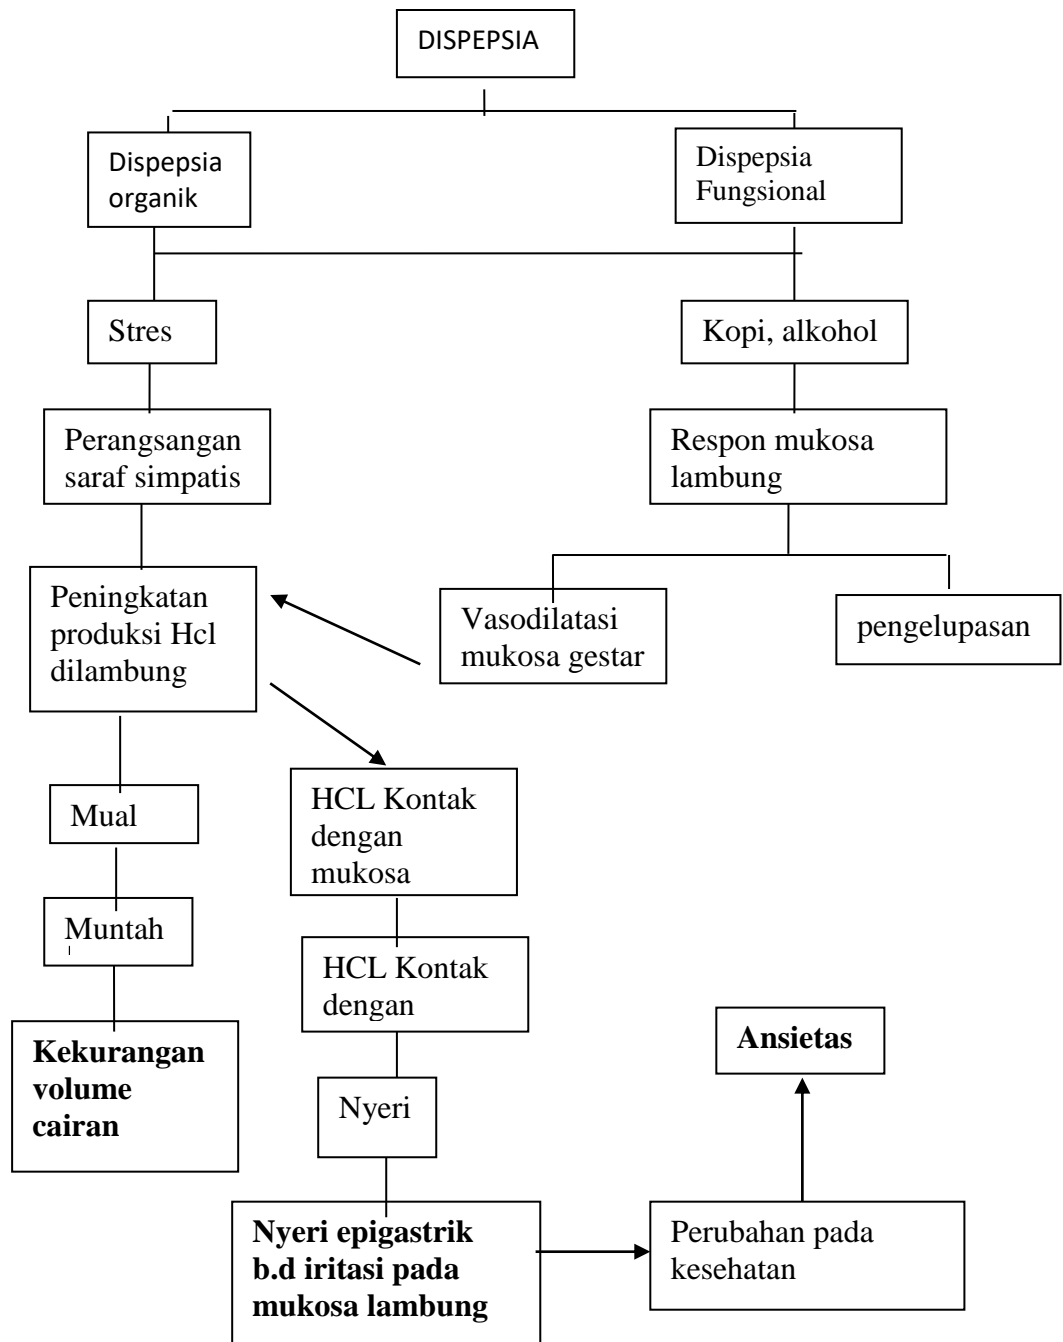 DISPEPSIA
Dispepsia
organik
Dispepsia
Fungsional
Stres
Kopi, alkohol
Perangsangan
saraf simpatis
Respon mukosa
lambung
Peningkatan
produksi Hcl
dilambung
Vasodilatasi
mukosa gestar
pengelupasan
Mual
HCL Kontak
dengan
mukosa
Muntah
HCL Kontak
dengan
Kekurangan
volume
cairan
Ansietas
Nyeri
Nyeri epigastrik
b.d iritasi pada
mukosa lambung
Perubahan pada
kesehatan